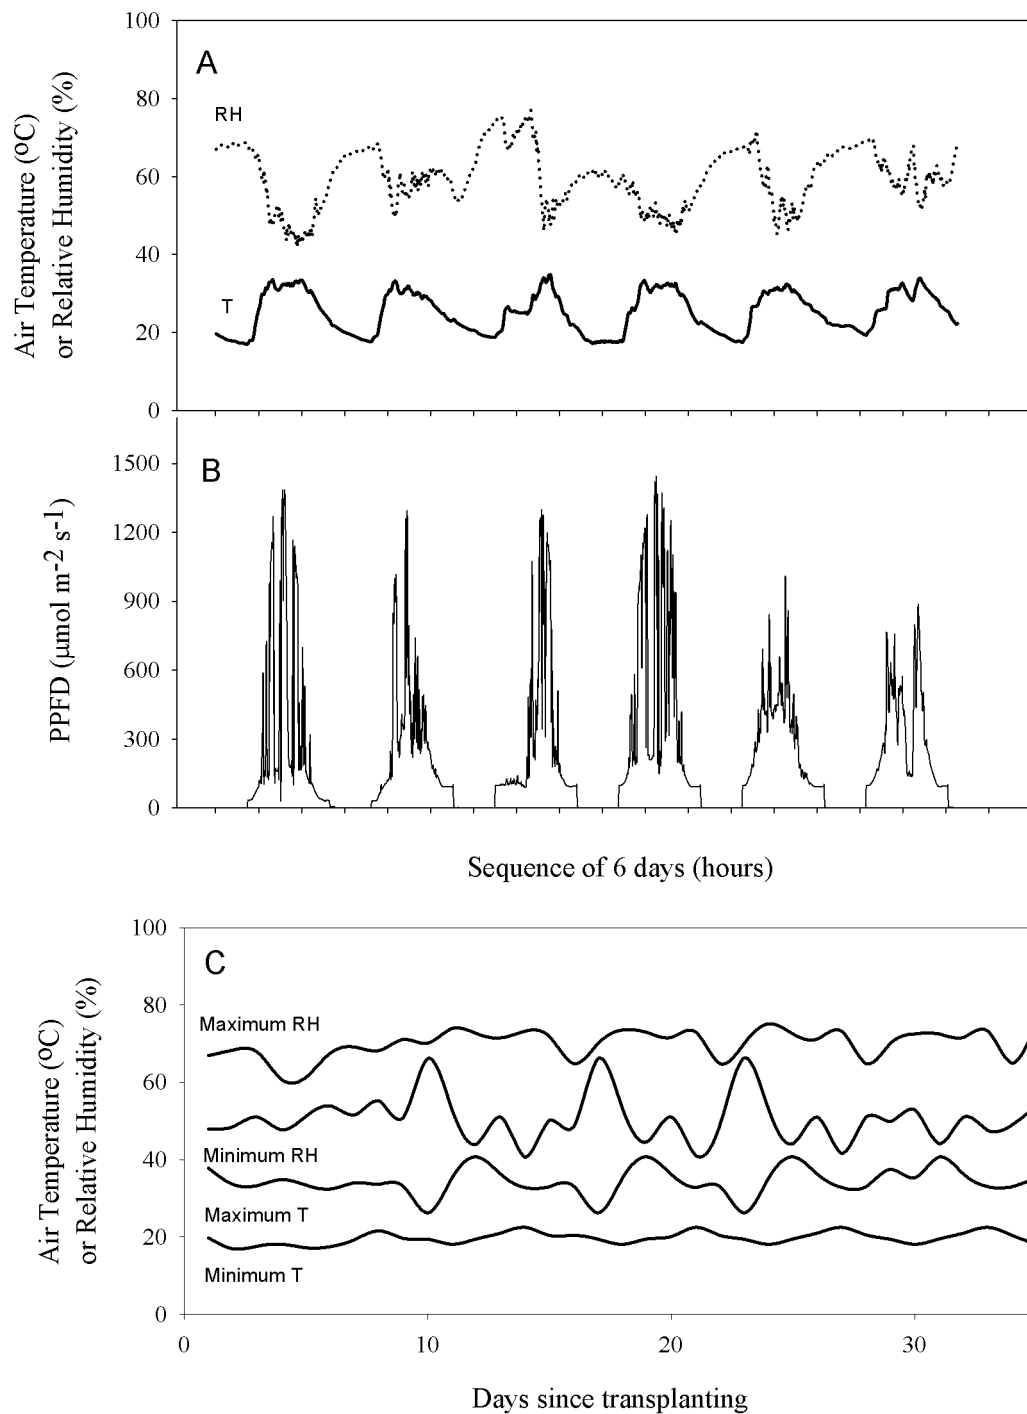 100
80
60
40
20
0
Air Temperature (ºC)
or Relative Humidity (%)
A
RH
T
1500
1200
900
600
300
0
PPFD (µmol m-2 s-1)
B
Sequence of 6 days (hours)
100
80
60
40
20
0
Air Temperature (ºC)
or Relative Humidity (%)
C
Maximum RH
Minimum RH
Maximum T
Minimum T
0 10 20 30
Days since transplanting